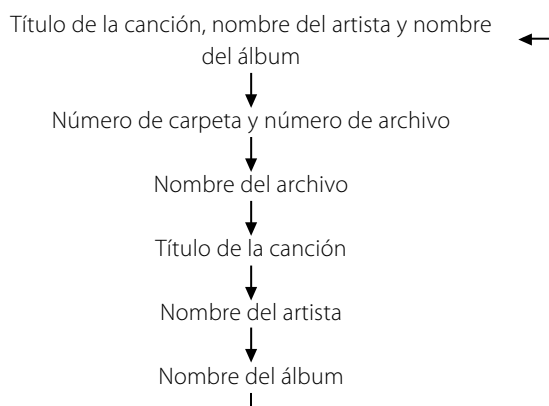 Título de la canción, nombre del artista y nombre
del álbum
Número de carpeta y número de archivo
Nombre del archivo
Título de la canción
Nombre del artista
Nombre del álbum